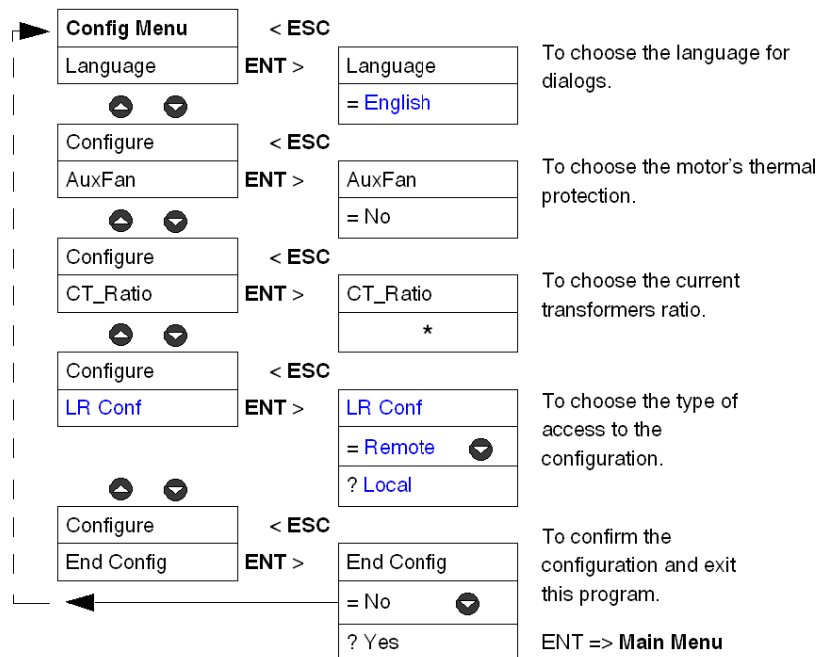 Config Menu < ESC
Language ENT > Language
= English
To choose the language for
dialogs.
Configure < ESC
AuxFan ENT > AuxFan
= No
To choose the motor's thermal
protection.
Configure < ESC
CT_Ratio ENT > CT_Ratio
*
To choose the current
transformers ratio.
Configure < ESC
LR Conf ENT > LR Conf
= Remote
? Local
To choose the type of
access to the
configuration.
Configure < ESC
End Config ENT > End Config
= No
? Yes
To confirm the
configuration and exit
this program.
ENT => Main Menu